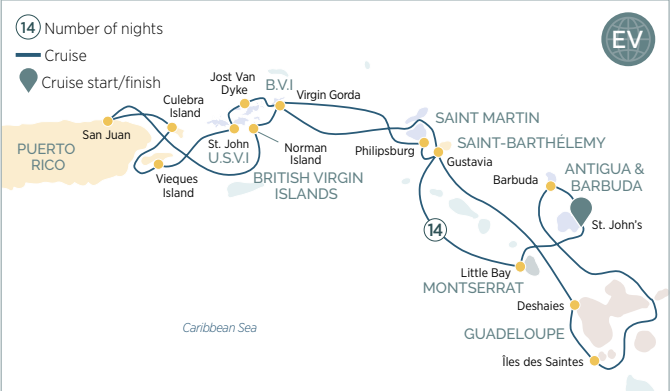 14 Number of nights
Cruise
Cruise start/finish
EV
Jost Van
Dyke
B.V.I
Virgin Gorda
Culebra
Island
San Juan
PUERTO
RICO
St. John
U.S.V.I
Norman
Island
Vieques
Island
BRITISH VIRGIN
ISLANDS
SAINT MARTIN
Philipsburg
SAINT-BARTHÉLEMY
Gustavia
ANTIGUA &
BARBUDA
Barbuda
St. John's
14
Little Bay
MONTSERRAT
Deshaies
GUADELOUPE
Îles des Saintes
Caribbean Sea